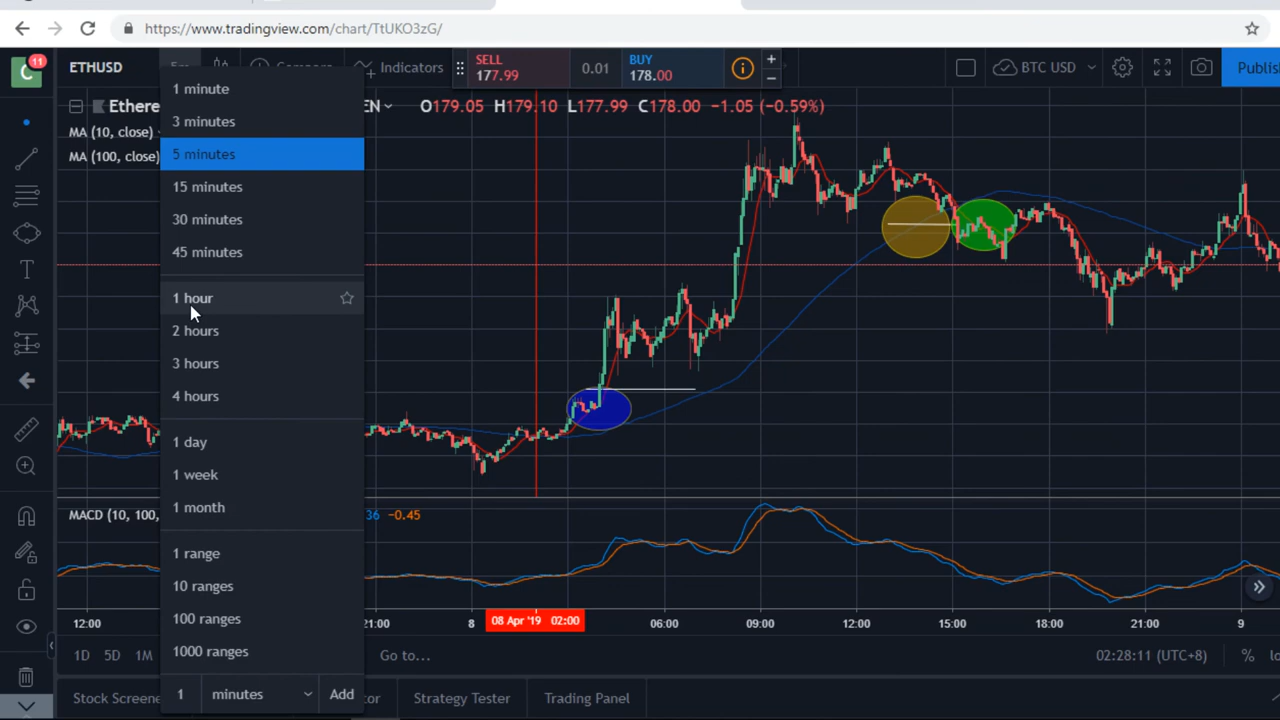 https://www.tradingview.com/chart/TtUKO3zG/
C
11
ETHUSD
Indicators
SELL
177.99
0.01
BUY
178.00
BTC USD
Publis
Ethere
EN
O179.05 H179.10 L177.99 C178.00 −1.05 (−0.59%)
MA (10, close)
MA (100, close)
1 minute
3 minutes
5 minutes
15 minutes
30 minutes
45 minutes
1 hour
2 hours
3 hours
4 hours
1 day
1 week
1 month
1 range
10 ranges
100 ranges
1000 ranges
1 minutes Add
MACD (10, 100,
36 −0.45
12:00
21:00
8
08 Apr '19 02:00
06:00
09:00
12:00
15:00
18:00
21:00
9
1D 5D 1M
Go to...
02:28:11 (UTC+8)
%
lo
Stock Screene
tor
Strategy Tester
Trading Panel